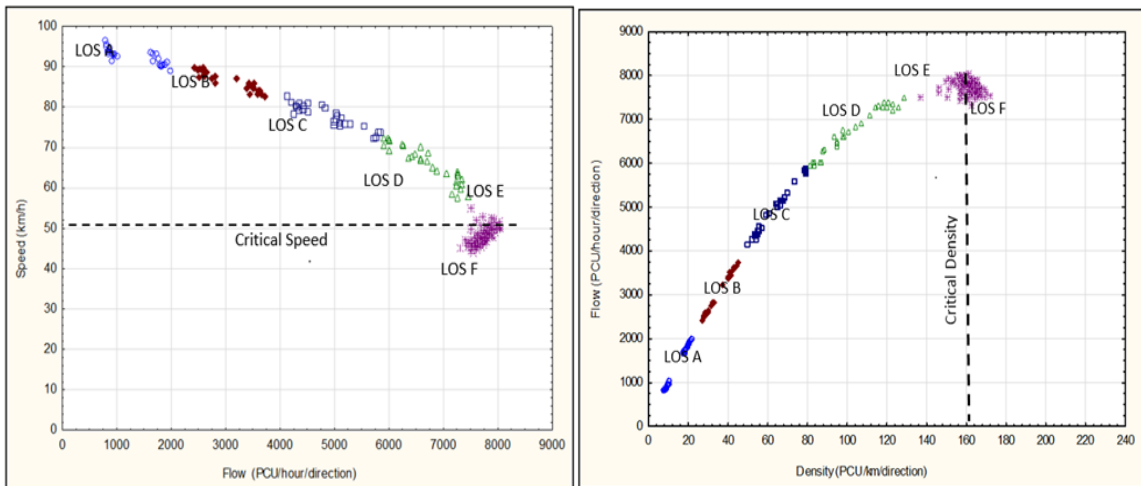 100
90
80
70
60
50
40
30
20
10
0
Speed (km/h)
LOS
LOS B
LOS C
LOS D
LOS E
Critical Speed
LOS F
0 1000 2000 3000 4000 5000 6000 7000 8000 9000
Flow (PCU/hour/direction)
9000
8000
7000
6000
5000
4000
3000
2000
1000
0
Flow (PCU/hour/direction)
LOS E
LOS F
LOS D
LOS C
LOS B
LOS A
Critical Density
0 20 40 60 80 100 120 140 160 180 200 220 240
Density (PCU/km/direction)